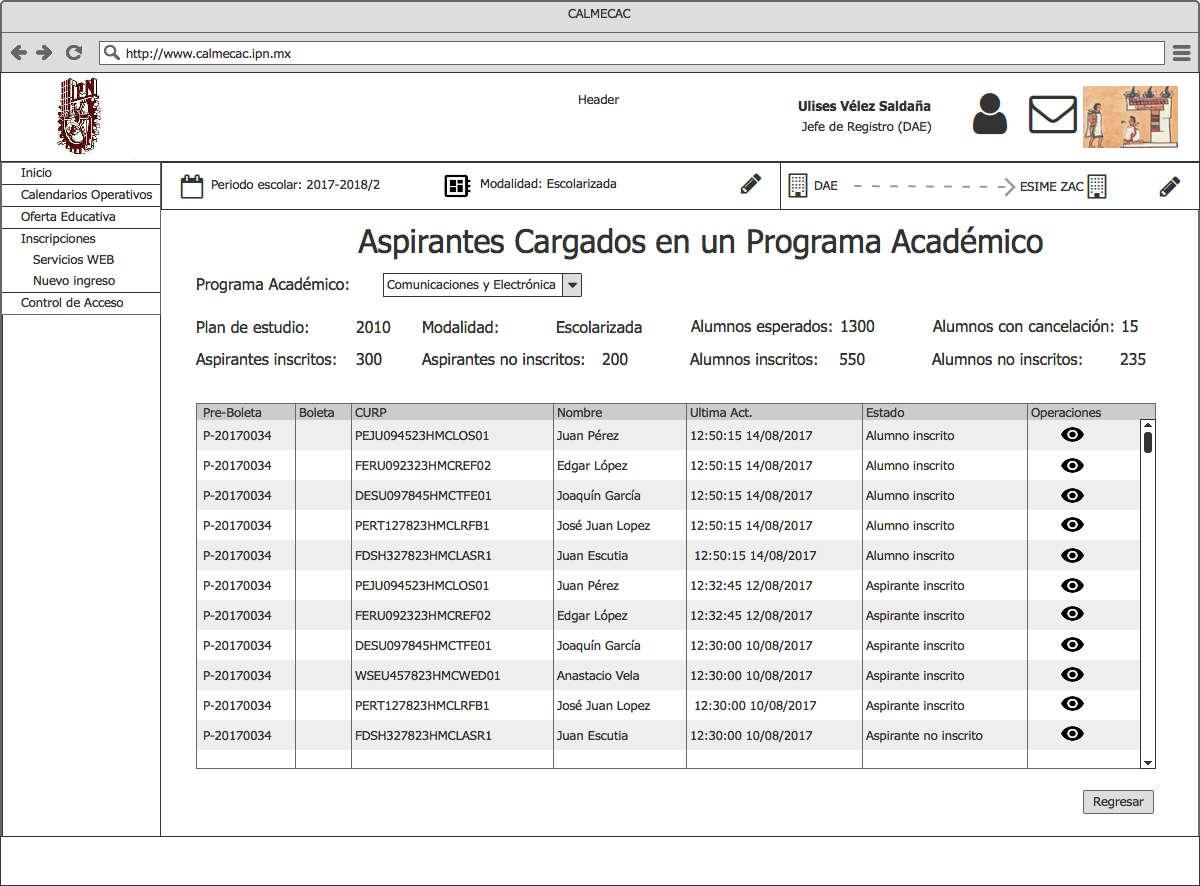 CALMECAC
http://www.calmecac.ipn.mx
IPN
Header
Ulises Vélez Saldaña
Jefe de Registro (DAE)
Inicio
Calendarios Operativos
Oferta Educativa
Inscripciones
Servicios WEB
Nuevo ingreso
Control de Acceso
Periodo escolar: 2017-2018/2 Modalidad: Escolarizada DAE ESIME ZAC
Aspirantes Cargados en un Programa Académico
Programa Académico: Comunicaciones y Electrónica
Plan de estudio: 2010 Modalidad: Escolarizada Alumnos esperados: 1300 Alumnos con cancelación: 15
Aspirantes inscritos: 300 Aspirantes no inscritos: 200 Alumnos inscritos: 550 Alumnos no inscritos: 235
Pre-Boleta Boleta CURP Nombre Ultima Act. Estado Operaciones
P-20170034 PEJU094523HMCLOS01 Juan Pérez 12:50:15 14/08/2017 Alumno inscrito
P-20170034 FERU092323HMCREF02 Edgar López 12:50:15 14/08/2017 Alumno inscrito
P-20170034 DESU097845HMCTFE01 Joaquín García 12:50:15 14/08/2017 Alumno inscrito
P-20170034 PERT127823HMCLRFB1 José Juan Lopez 12:50:15 14/08/2017 Alumno inscrito
P-20170034 FDSH327823HMCLASR1 Juan Escutia 12:50:15 14/08/2017 Alumno inscrito
P-20170034 PEJU094523HMCLOS01 Juan Pérez 12:32:45 12/08/2017 Aspirante inscrito
P-20170034 FERU092323HMCREF02 Edgar López 12:32:45 12/08/2017 Aspirante inscrito
P-20170034 DESU097845HMCTFE01 Joaquín García 12:30:00 10/08/2017 Aspirante inscrito
P-20170034 WSEU457823HMCWED01 Anastacio Vela 12:30:00 10/08/2017 Aspirante inscrito
P-20170034 PERT127823HMCLRFB1 José Juan Lopez 12:30:00 10/08/2017 Aspirante inscrito
P-20170034 FDSH327823HMCLASR1 Juan Escutia 12:30:00 10/08/2017 Aspirante no inscrito
Regresar